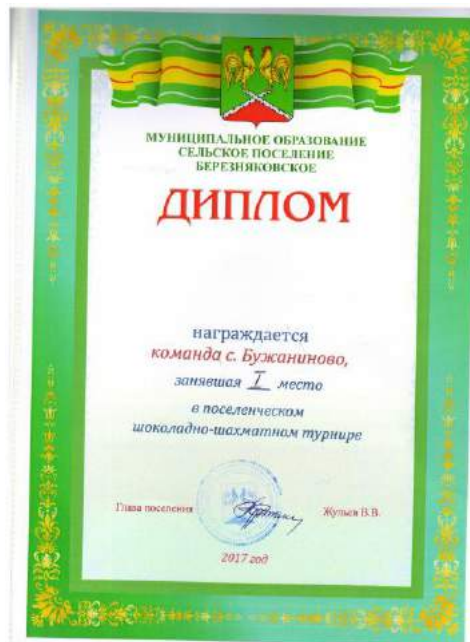 МУНИЦИПАЛЬНОЕ ОБРАЗОВАНИЕ
СЕЛЬСКОЕ ПОСЕЛЕНИЕ
БЕРЕЗНЯКОВСКОЕ
ДИПЛОМ
награждается
команда с. Бужаниново,
занявшая I место
в поселенческом
шоколадно-шахматном турнире
Глава поселения Жульев В.В.
2017 год